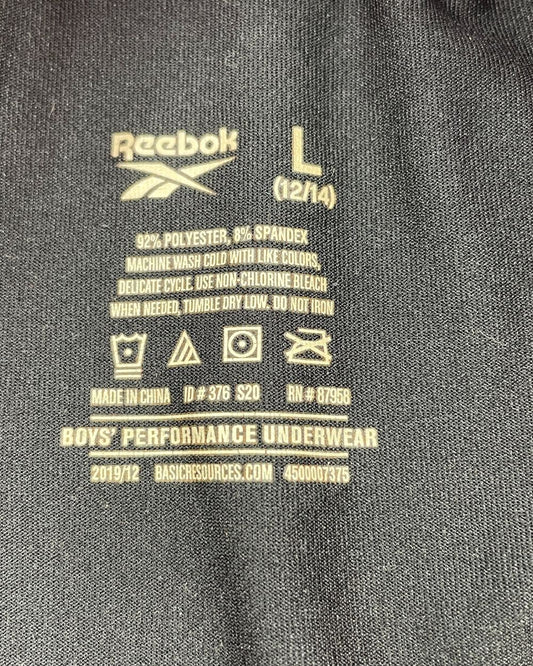 Reebok L
(12/14)
92% POLYESTER, 8% SPANDEX
MACHINE WASH COLD WITH LIKE COLORS,
DELICATE CYCLE. USE NON-CHLORINE BLEACH
WHEN NEEDED, TUMBLE DRY LOW. DO NOT IRON
MADE IN CHINA ID # 376 S20 RN # 87958
BOYS' PERFORMANCE UNDERWEAR
2019/12 BASICRESOURCES.COM 4500007375